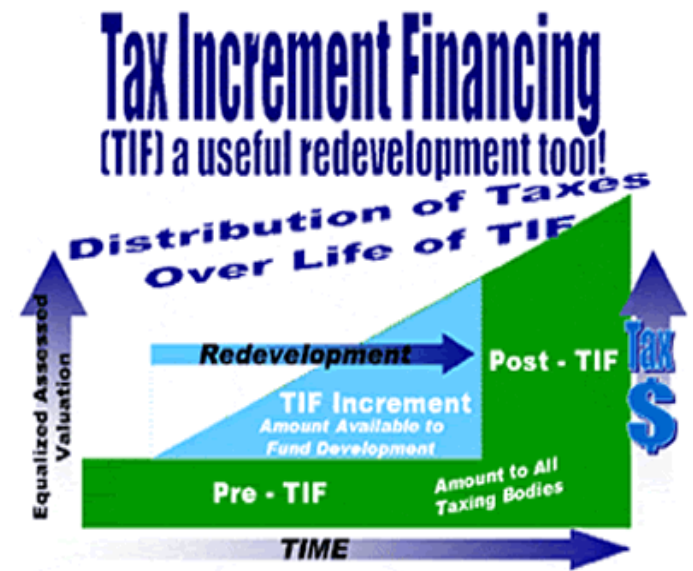 Tax Increment Financing
(TIF) a useful redevelopment tool!
Distribution of Taxes
Over Life of TIF
Equalized Assessed
Valuation
Redevelopment
Post - TIF
Tax
$
TIF Increment
Amount Available to
Fund Development
Pre - TIF
Amount to All
Taxing Bodies
TIME